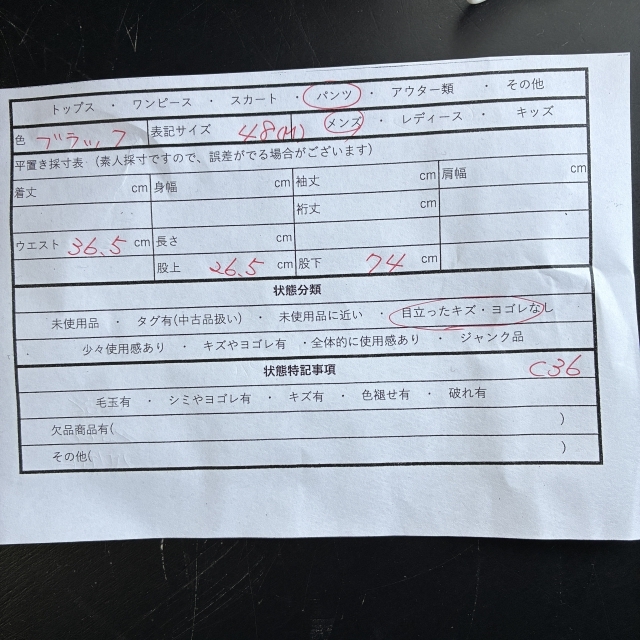 トップス ・ ワンピース ・ スカート ・ パンツ ・ アウター類 ・ その他
色 ブラック 表記サイズ 48(M) メンズ ・ レディース ・ キッズ
平置き採寸表（素人採寸ですので、誤差がでる場合がございます）
着丈 cm 身幅 cm 袖丈 cm 肩幅 cm
裄丈 cm
ウエスト 36.5 cm 長さ cm
股上 26.5 cm 股下 74 cm
状態分類
未使用品 ・ タグ有(中古品扱い) ・ 未使用品に近い ・ 目立ったキズ・ヨゴレなし
少々使用感あり ・ キズやヨゴレ有 ・全体的に使用感あり ・ ジャンク品
状態特記事項 C36
毛玉有 ・ シミやヨゴレ有 ・ キズ有 ・ 色褪せ有 ・ 破れ有
欠品商品有( )
その他( )